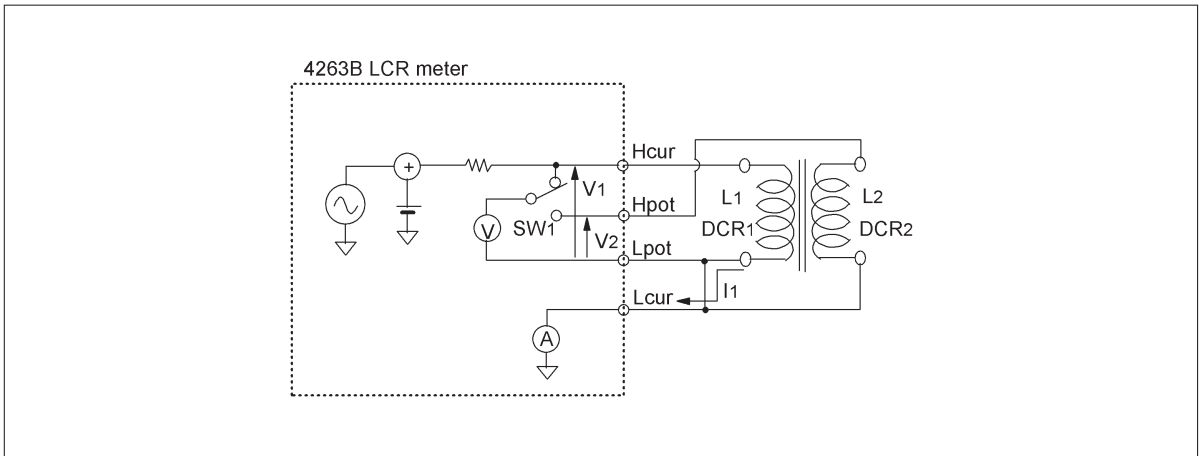 4263B LCR meter
Hcur
+
V1
Hpot
L1
L2
V
SW1
DCR1
DCR2
V2
Lpot
Lcur
I1
A